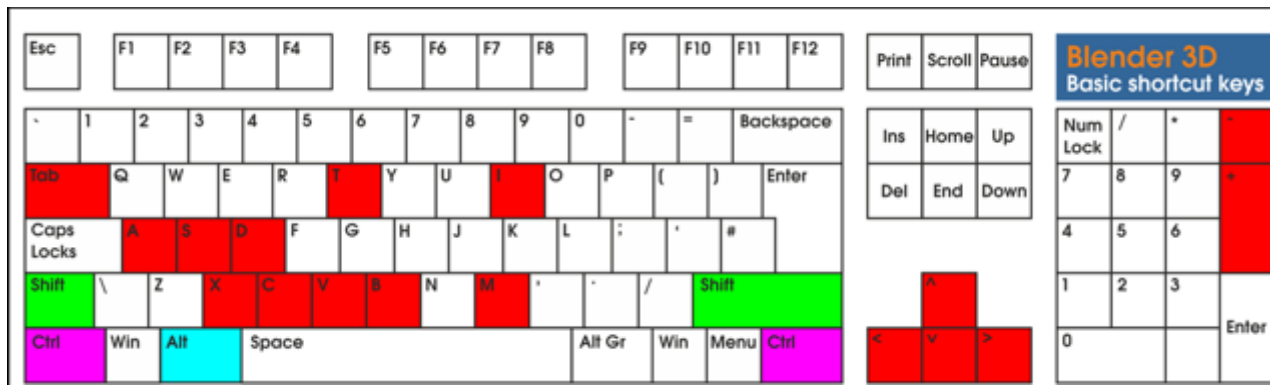 Esc F1 F2 F3 F4 F5 F6 F7 F8 F9 F10 F11 F12 Print Scroll Pause
Blender 3D
Basic shortcut keys
` 1 2 3 4 5 6 7 8 9 0 - = Backspace Ins Home Up Num Lock / * -
Tab Q W E R T Y U I O P ( ) Enter Del End Down 7 8 9 +
Caps Locks A S D F G H J K L ; ' # 4 5 6
Shift \ Z X C V B N M , . / Shift ^ 1 2 3 Enter
Ctrl Win Alt Space Alt Gr Win Menu Ctrl < v > 0